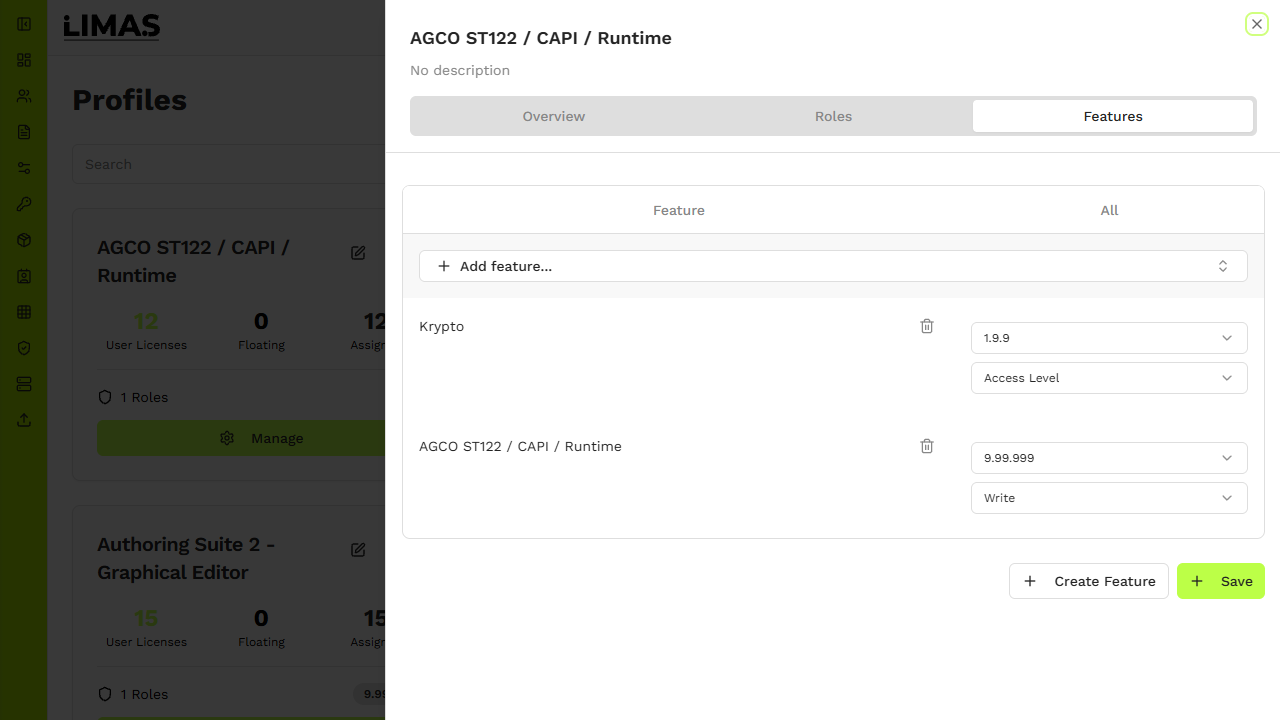 LIMAS
Profiles
Search
AGCO ST122 / CAPI /
Runtime
12
0
12
User Licenses
Floating
1 Roles
Manage
Authoring Suite 2 -
Graphical Editor
15
0
15
User Licenses
Floating
1 Roles
AGCO ST122 / CAPI / Runtime
No description
Overview
Roles
Features
Feature
All
Add feature...
Krypto
1.9.9
Access Level
AGCO ST122 / CAPI / Runtime
9.99.999
Write
Create Feature
Save